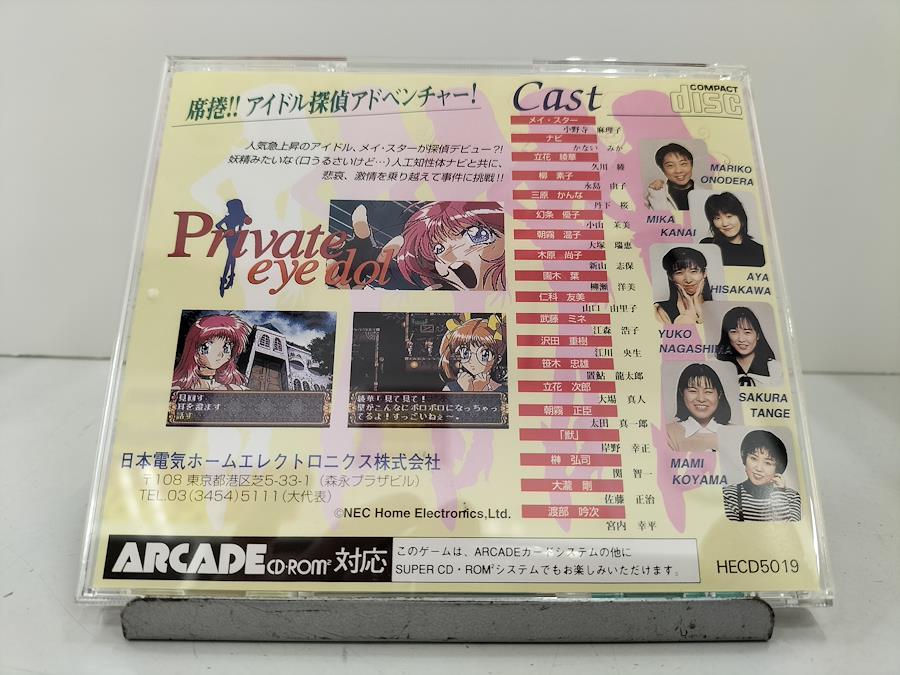 席捲!! アイドル探偵アドベンチャー!
人気急上昇のアイドル、メイ・スターが探偵デビュー?!
妖精みたいな(口うるさいけど…)人工知性体ナビと共に、
悲哀、激情を乗り越えて事件に挑戦!!
Private
eye dol
見回す
耳を澄ます
話す
綾華「見て見て!
壁がこんなにボロボロになっちゃっ
てるよ!すっごいねぇ〜。
日本電気ホームエレクトロニクス株式会社
〒108 東京都港区芝5-33-1(森永プラザビル)
TEL.03(3454)5111(大代表)
©NEC Home Electronics,Ltd.
Cast
メイ・スター
小野寺 麻理子
ナビ
かない みか
立花 綾華
久川 綾
柳 素子
永島 由子
三原 かんな
丹下 桜
幻条 優子
小山 茉美
朝霧 温子
大塚 瑞恵
木原 尚子
新山 志保
園木 葉
柳瀬 洋美
仁科 友美
山口 由里子
武藤 ミネ
江森 浩子
沢田 重樹
江川 央生
笹木 忠雄
置鮎 龍太郎
立花 次郎
大場 真人
朝霧 正臣
太田 真一郎
「獣」
岸野 幸正
榊 弘司
関 智一
大瀧 剛
佐藤 正治
渡部 吟次
宮内 幸平
COMPACT
disc
MARIKO
ONODERA
MIKA
KANAI
AYA
HISAKAWA
YUKO
NAGASHIMA
SAKURA
TANGE
MAMI
KOYAMA
ARCADE CD-ROM² 対応
このゲームは、ARCADEカードシステムの他に
SUPER CD・ROM²システムでもお楽しみいただけます。
HECD5019